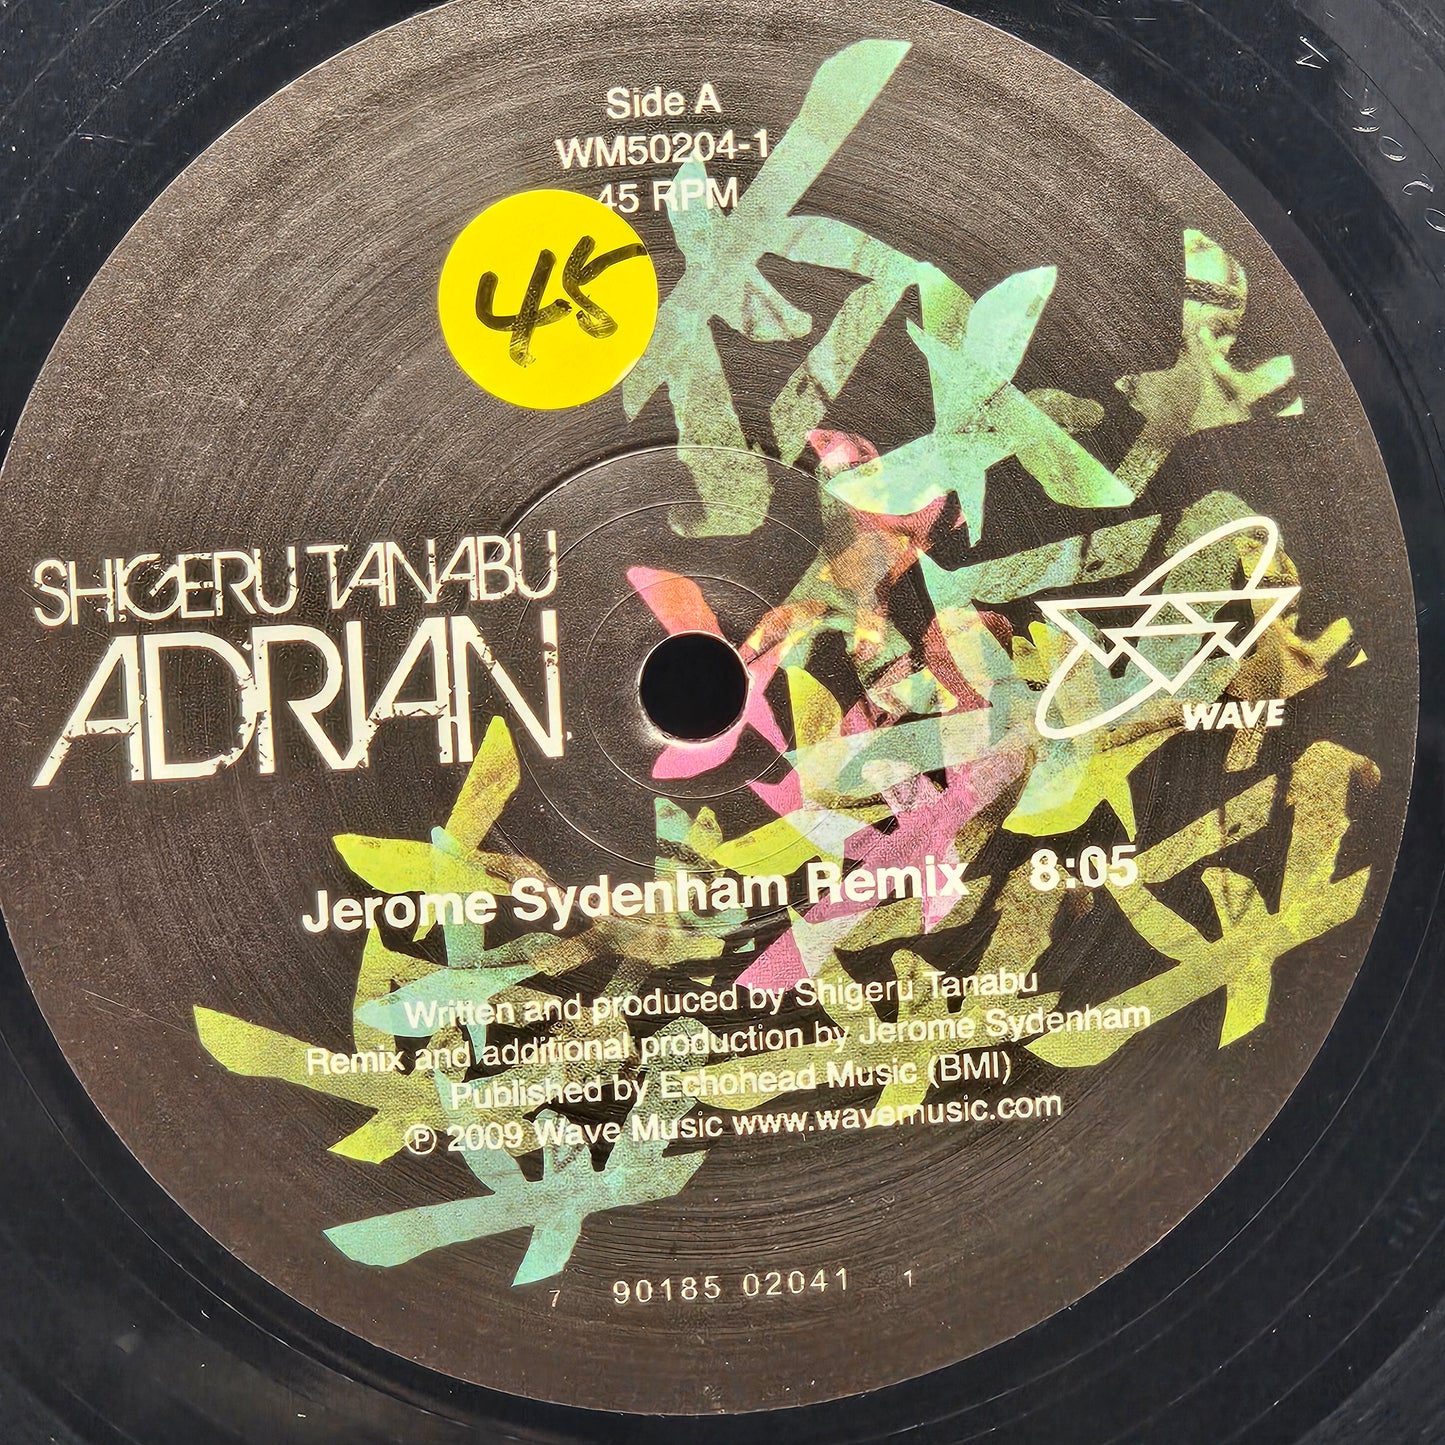 Side A
WM50204-1
45 RPM
45
SHIGERU TANABU
ADRIAN
WAVE
Jerome Sydenham Remix 8:05
Written and produced by Shigeru Tanabu
Remix and additional production by Jerome Sydenham
Published by Echohead Music (BMI)
℗ 2009 Wave Music www.wavemusic.com
7 90185 02041 1